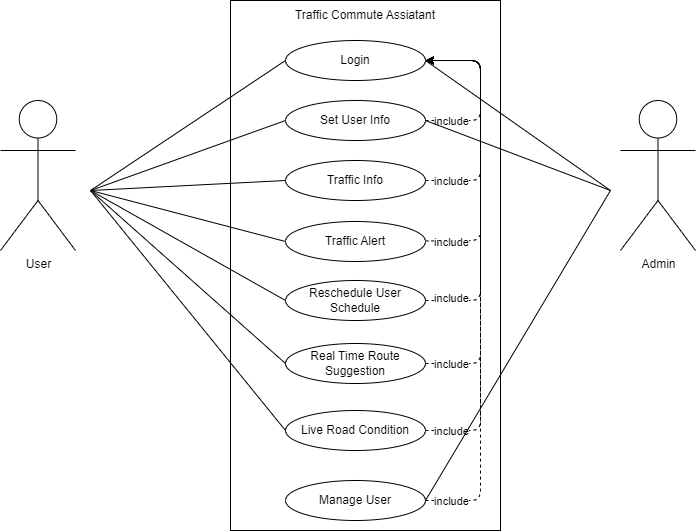 Traffic Commute Assiatant
Login
Set User Info
include
Traffic Info
include
Traffic Alert
include
User
Admin
Reschedule User
Schedule
include
Real Time Route
Suggestion
include
Live Road Condition
include
Manage User
include